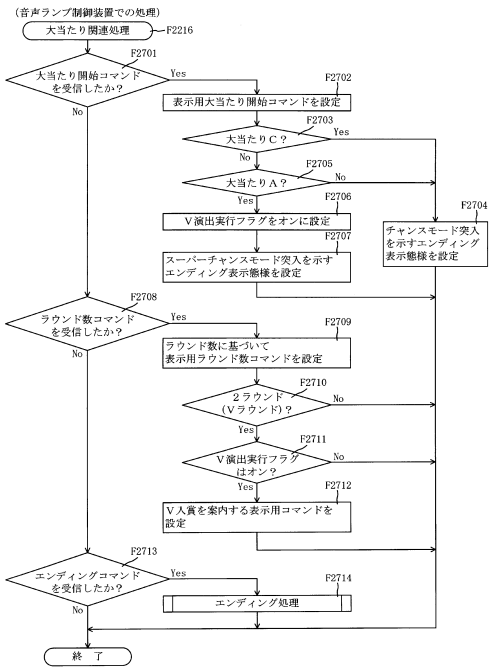 (音声ランプ制御装置での処理)
大当たり関連処理
F2216
F2701
大当たり開始コマンド
を受信したか？
Yes
No
F2702
表示用大当たり開始コマンドを設定
F2703
大当たりＣ？
Yes
No
F2705
大当たりＡ？
No
Yes
F2704
チャンスモード突入
を示すエンディング
表示態様を設定
F2706
Ｖ演出実行フラグをオンに設定
F2707
スーパーチャンスモード突入を示す
エンディング表示態様を設定
F2708
ラウンド数コマンド
を受信したか？
Yes
No
F2709
ラウンド数に基づいて
表示用ラウンド数コマンドを設定
F2710
２ラウンド
(Ｖラウンド)？
No
Yes
F2711
Ｖ演出実行フラグ
はオン？
No
Yes
F2712
Ｖ入賞を案内する表示用コマンドを
設定
F2713
エンディングコマンド
を受信したか？
Yes
No
F2714
エンディング処理
終 了